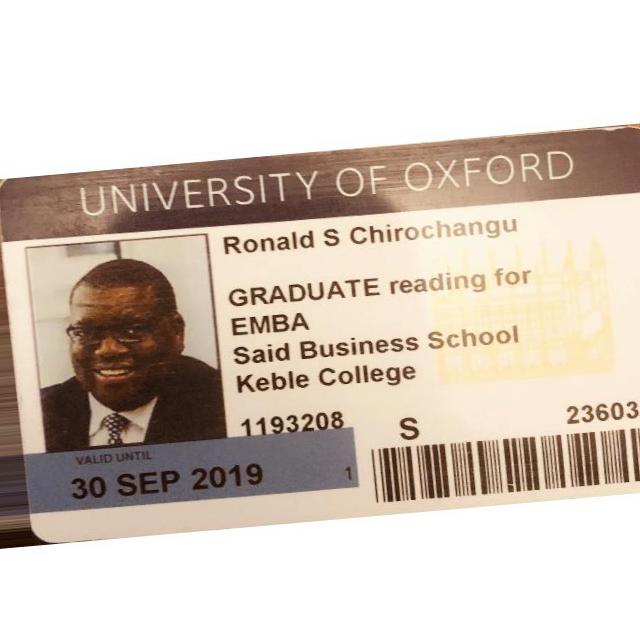 UNIVERSITY OF OXFORD
Ronald S Chirochangu
GRADUATE reading for
EMBA
Said Business School
Keble College
1193208 S 23603
VALID UNTIL
30 SEP 2019 1